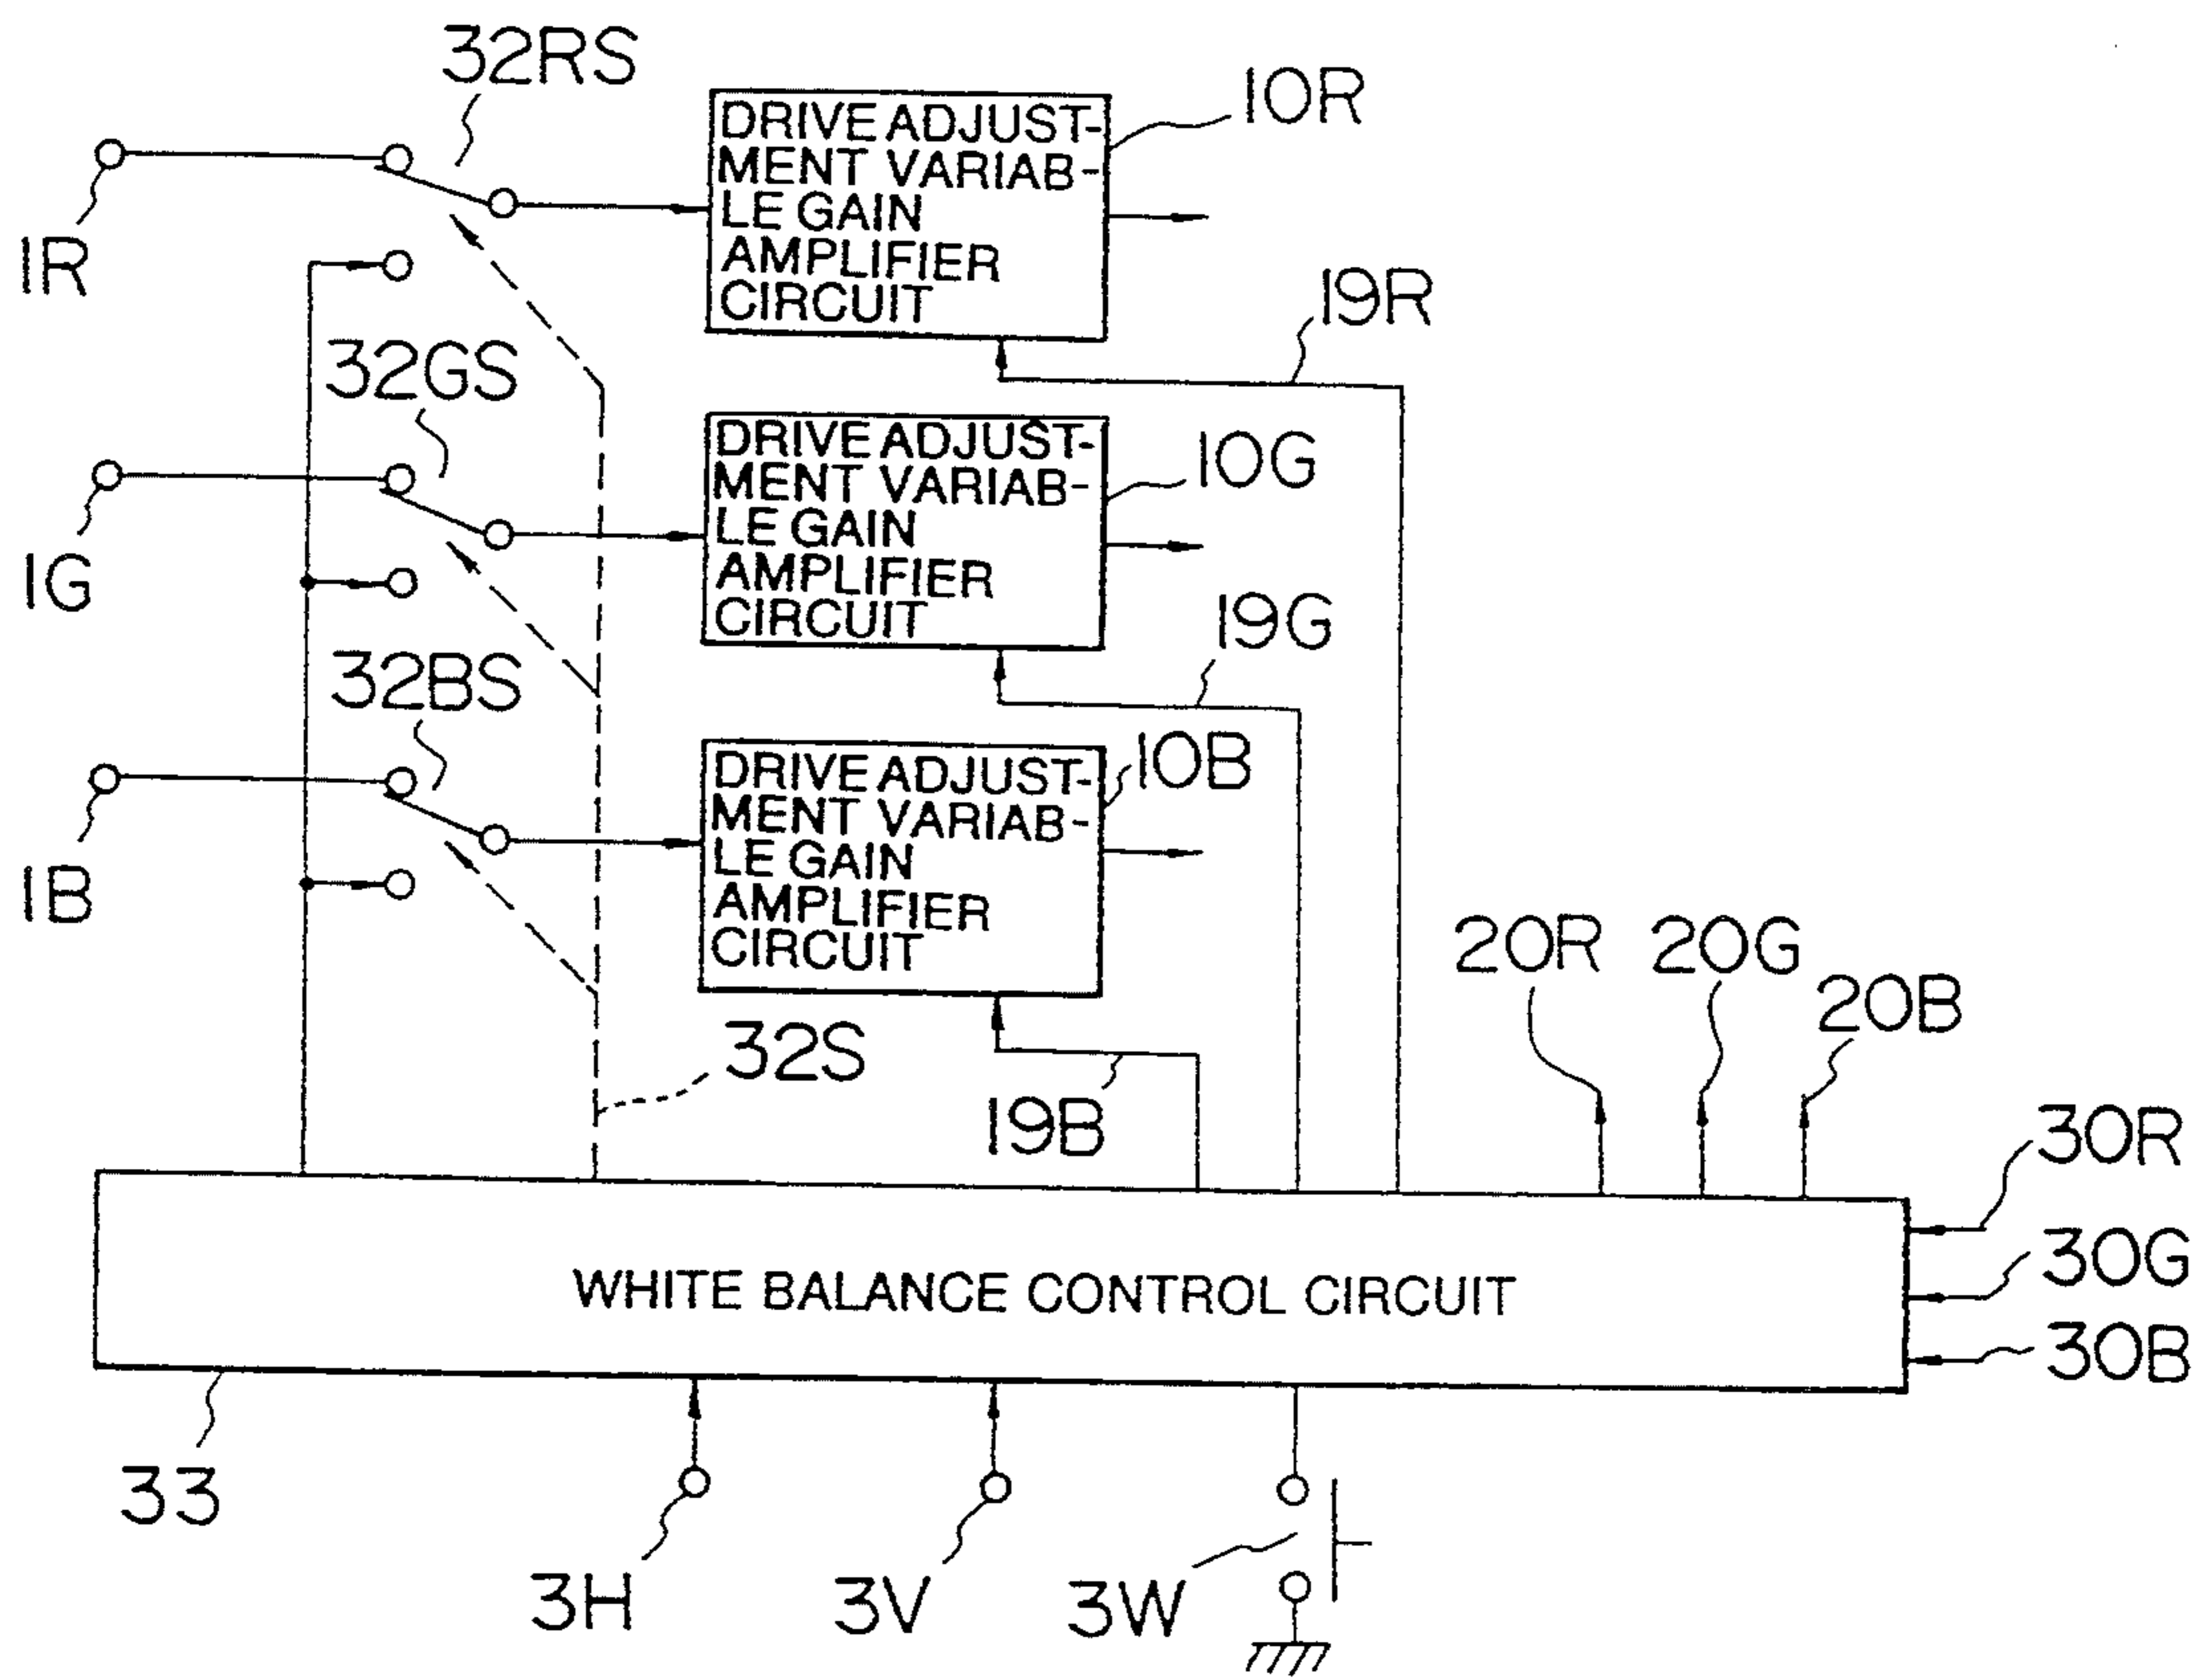 32RS
10R
DRIVE ADJUST-
MENT VARIAB-
LE GAIN
AMPLIFIER
CIRCUIT
1R
19R
32GS
10G
DRIVE ADJUST-
MENT VARIAB-
LE GAIN
AMPLIFIER
CIRCUIT
1G
19G
32BS
10B
DRIVE ADJUST-
MENT VARIAB-
LE GAIN
AMPLIFIER
CIRCUIT
1B
20R
20G
20B
32S
19B
30R
30G
30B
WHITE BALANCE CONTROL CIRCUIT
33
3H
3V
3W